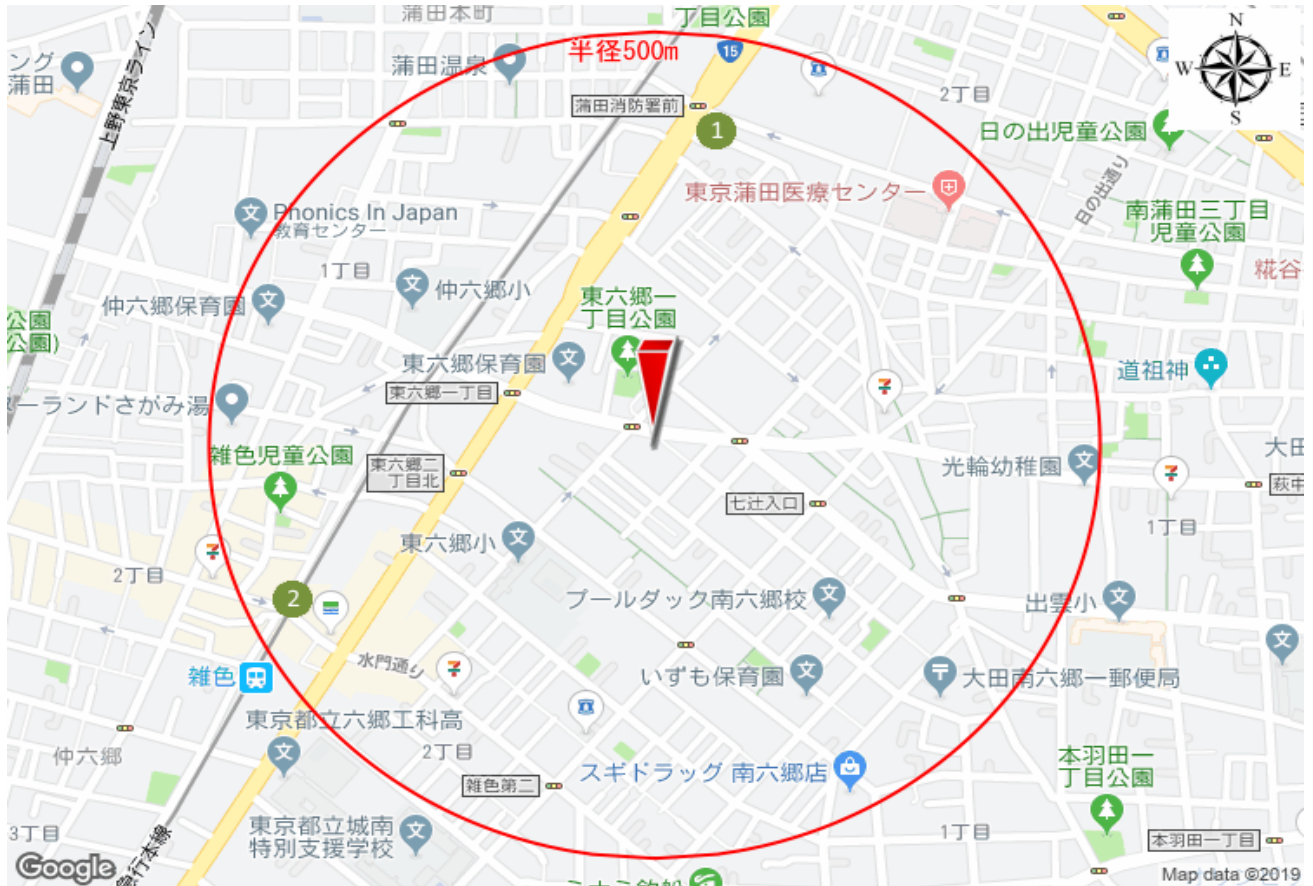 蒲田本町
丁目公園
N
W
E
S
半径500m
15
ング
蒲田
蒲田温泉
上野東京ライン
蒲田消防署前
1
2丁目
日の出児童公園
東京蒲田医療センター
日の出通り
Phonics In Japan
教育センター
南蒲田三丁目
児童公園
糀谷
1丁目
仲六郷小
仲六郷保育園
東六郷一
丁目公園
公園
公園)
東六郷保育園
東六郷一丁目
道祖神
7
ーランドさがみ湯
雑色児童公園
東六郷二
丁目北
光輪幼稚園
大田
萩中
7
七辻入口
1丁目
東六郷小
7
2丁目
2
プールダック南六郷校
出雲小
水門通り
雑色
7
いずも保育園
大田南六郷一郵便局
東京都立六郷工科高
仲六郷
2丁目
雑色第二
スギドラッグ 南六郷店
本羽田一
丁目公園
3丁目
東京都立城南
特別支援学校
1丁目
本羽田一丁目
Google
急行本線
Map data ©2019